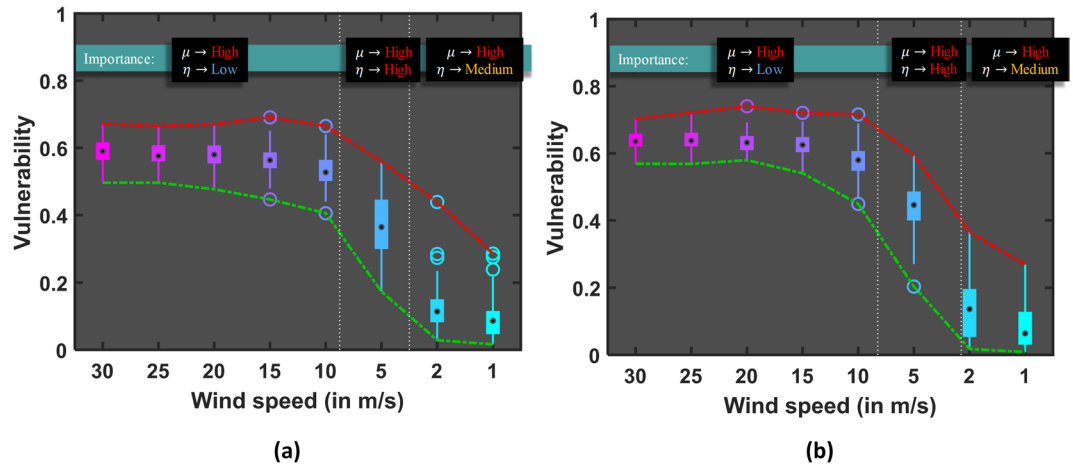 1
0.8
0.6
0.4
0.2
0
Vulnerability
Importance:
μ → High
η → Low
μ → High
η → High
μ → High
η → Medium
30 25 20 15 10 5 2 1
Wind speed (in m/s)
(a)
1
0.8
0.6
0.4
0.2
0
Vulnerability
Importance:
μ → High
η → Low
μ → High
η → High
μ → High
η → Medium
30 25 20 15 10 5 2 1
Wind speed (in m/s)
(b)